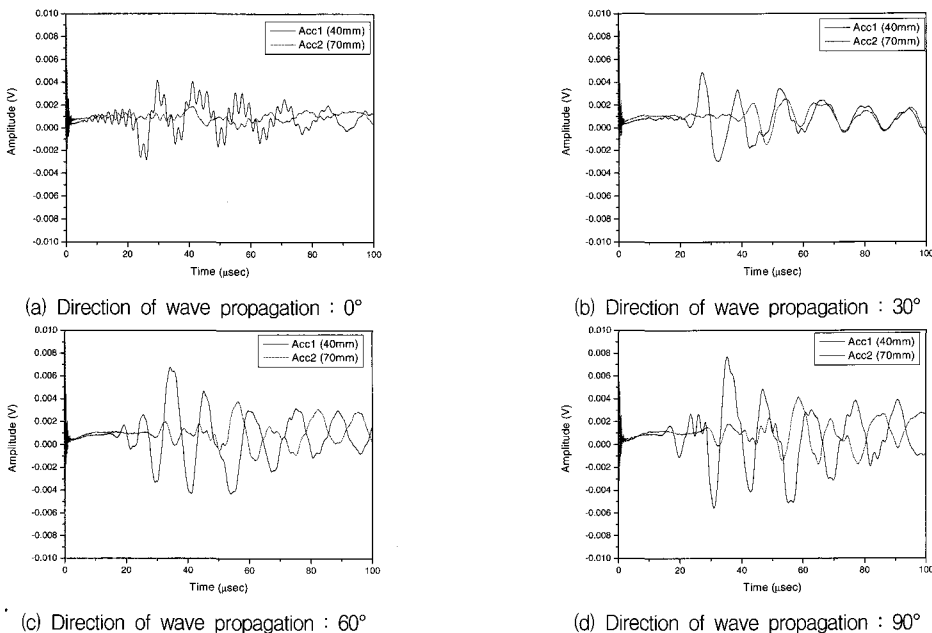 0.010
0.008
0.006
0.004
0.002
0.000
-0.002
-0.004
-0.006
-0.008
-0.010
Amplitude (V)
Acc1 (40mm)
Acc2 (70mm)
0 20 40 60 80 100
Time (μsec)
(a) Direction of wave propagation : 0°
0.010
0.008
0.006
0.004
0.002
0.000
-0.002
-0.004
-0.006
-0.008
-0.010
Amplitude (V)
Acc1 (40mm)
Acc2 (70mm)
0 20 40 60 80 100
Time (μsec)
(b) Direction of wave propagation : 30°
0.010
0.008
0.006
0.004
0.002
0.000
-0.002
-0.004
-0.006
-0.008
-0.010
Amplitude (V)
Acc1 (40mm)
Acc2 (70mm)
0 20 40 60 80 100
Time (μsec)
(c) Direction of wave propagation : 60°
0.010
0.008
0.006
0.004
0.002
0.000
-0.002
-0.004
-0.006
-0.008
-0.010
Amplitude (V)
Acc1 (40mm)
Acc2 (70mm)
0 20 40 60 80 100
Time (μsec)
(d) Direction of wave propagation : 90°